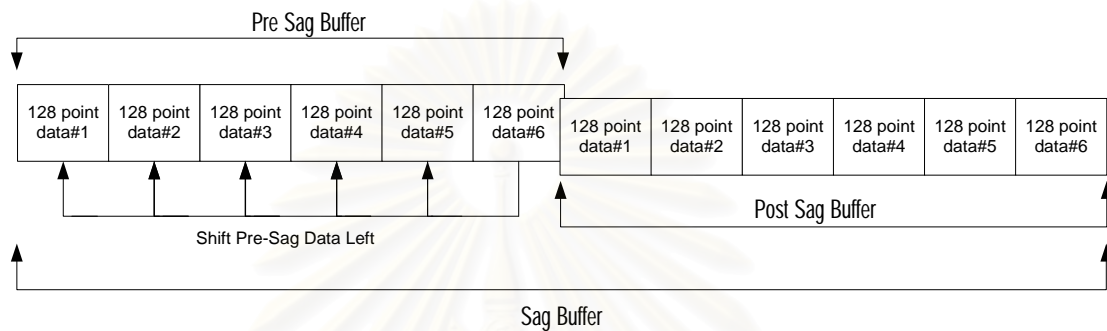 Pre Sag Buffer
128 point
data#1
128 point
data#2
128 point
data#3
128 point
data#4
128 point
data#5
128 point
data#6
128 point
data#1
128 point
data#2
128 point
data#3
128 point
data#4
128 point
data#5
128 point
data#6
Post Sag Buffer
Shift Pre-Sag Data Left
Sag Buffer